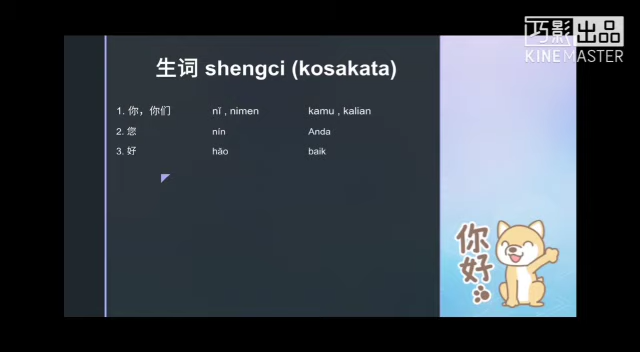 巧影出品
KINEMASTER
生词 shengci (kosakata)
1. 你，你们 nǐ , nimen kamu , kalian
2. 您 nín Anda
3. 好 hǎo baik
你好